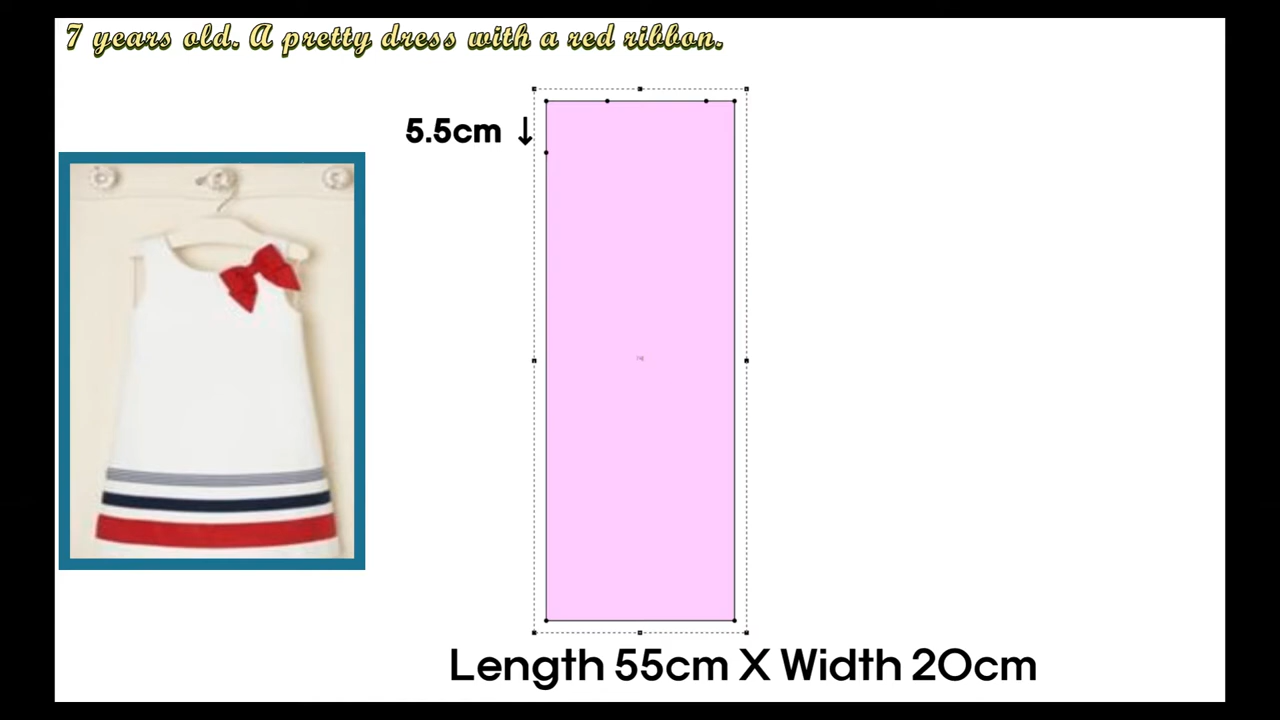 7 years old. A pretty dress with a red ribbon.
5.5cm ↓
Length 55cm X Width 20cm